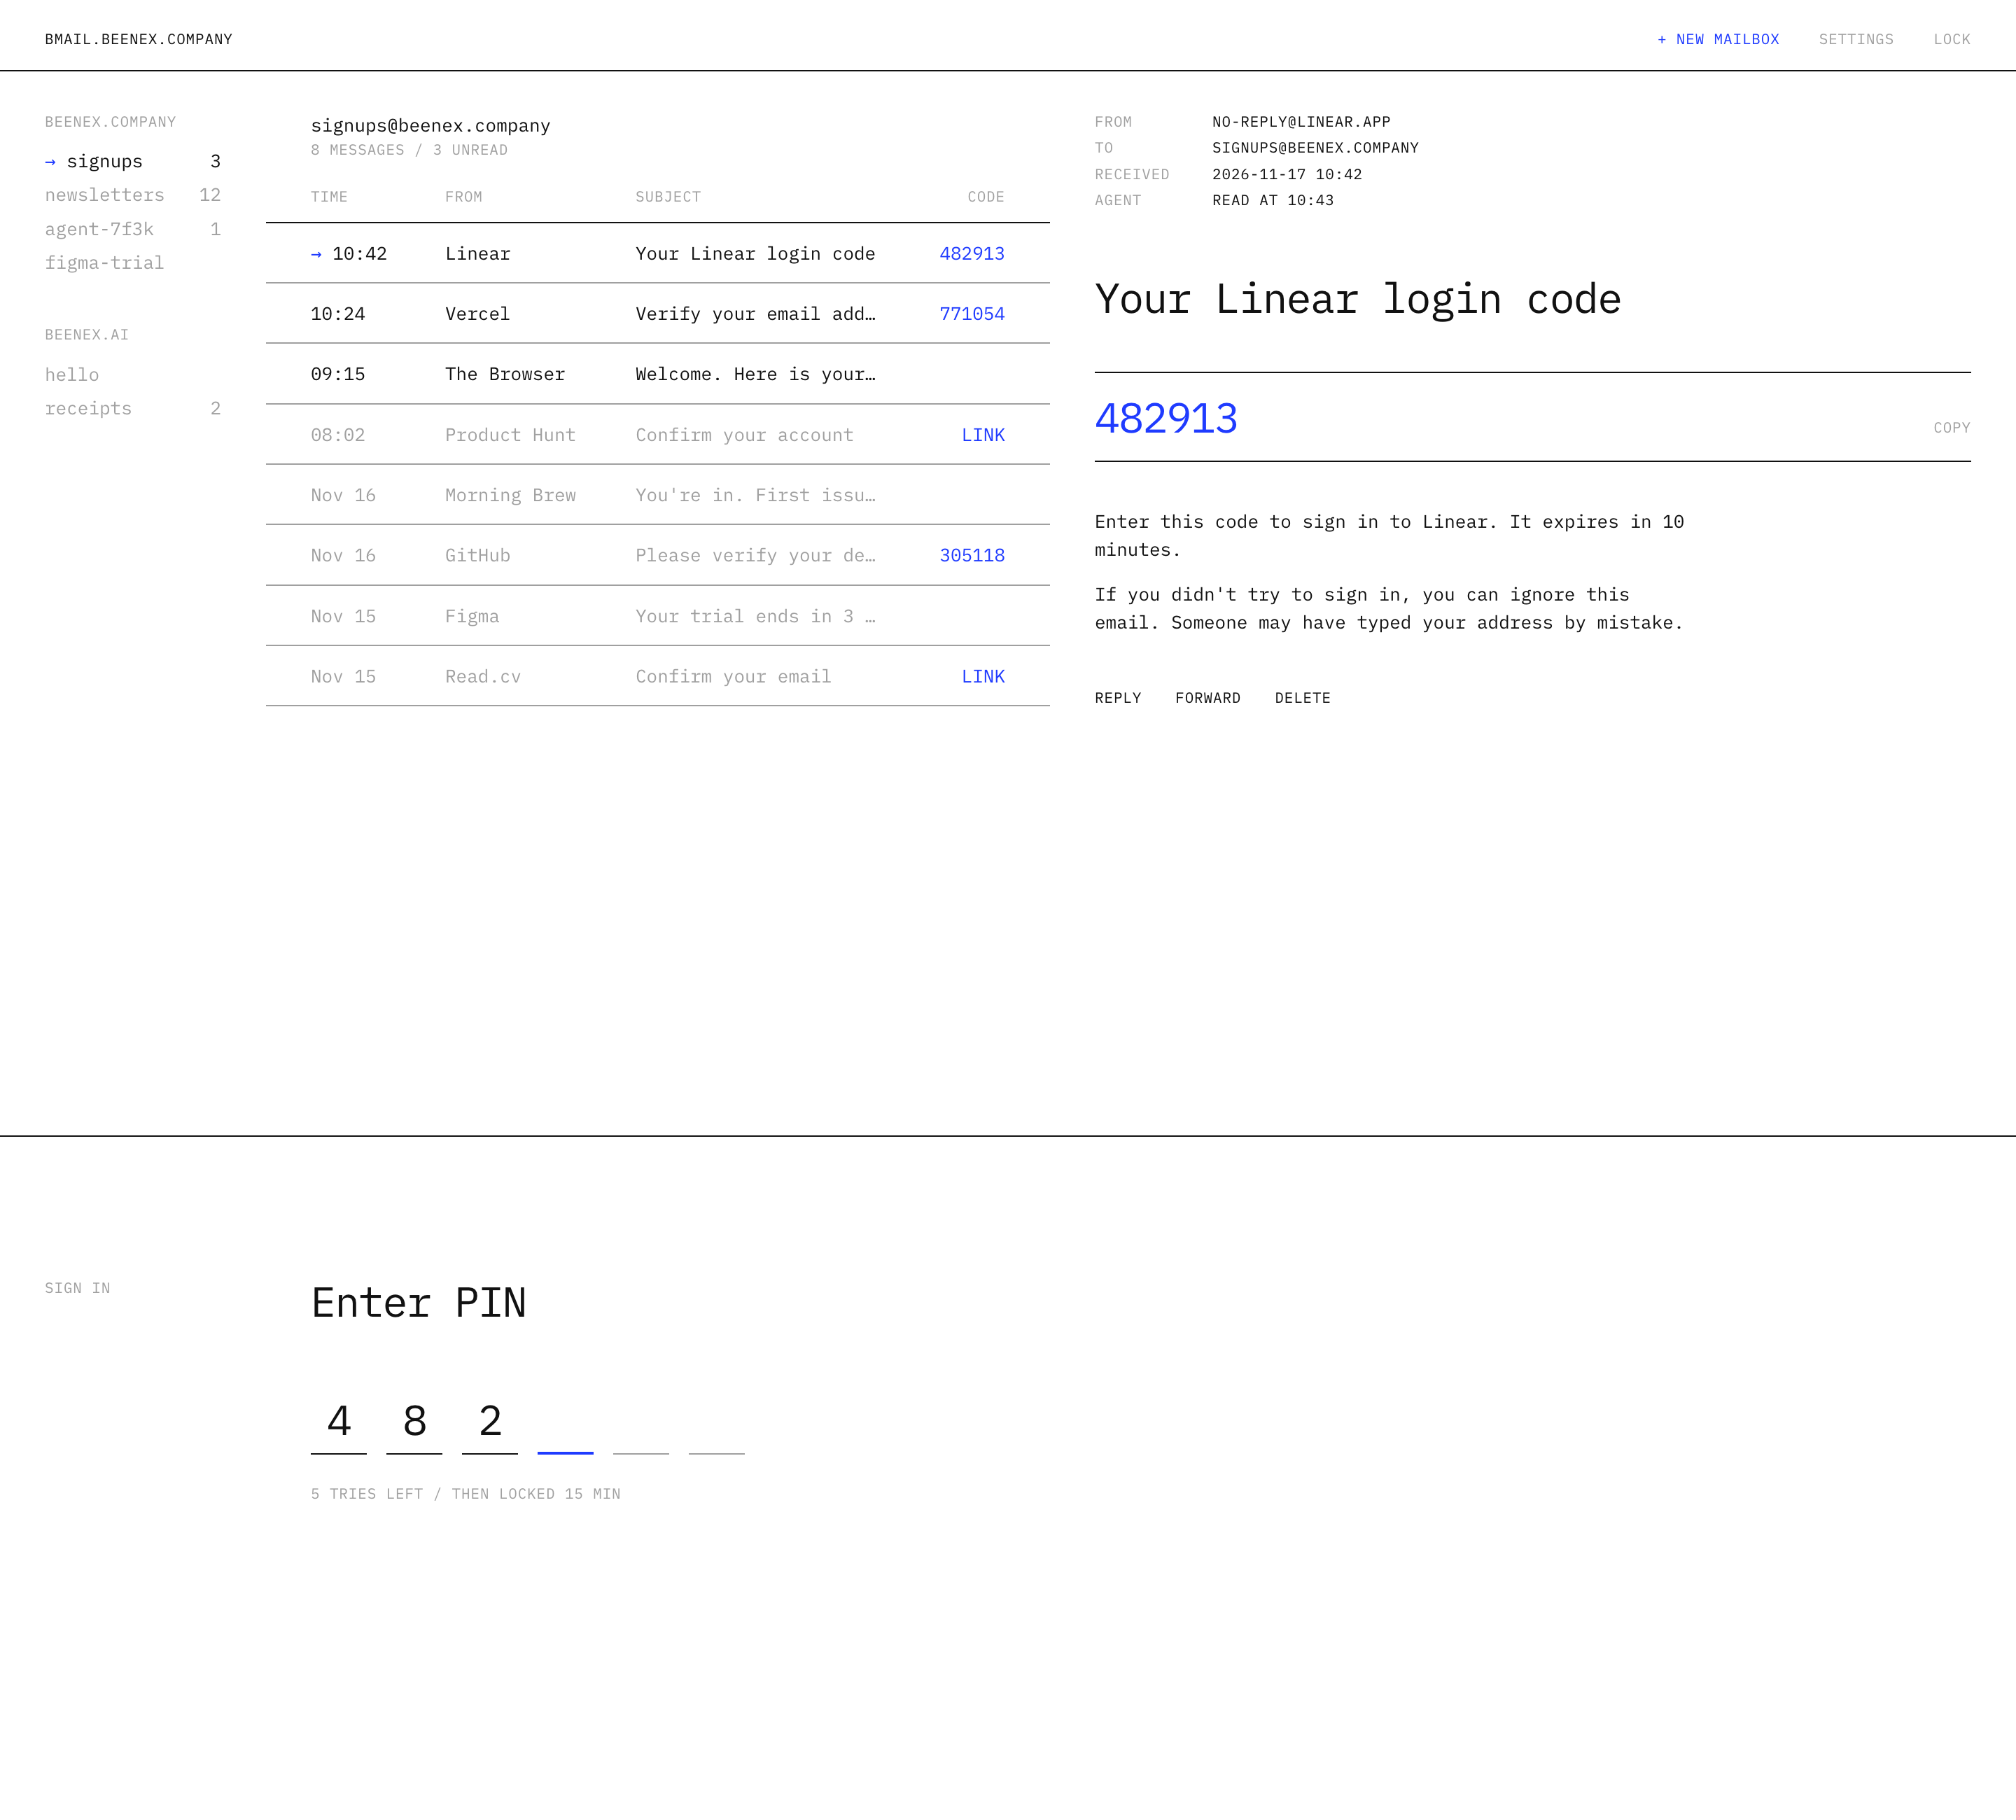 BMAIL.BEENEX.COMPANY
+ NEW MAILBOX SETTINGS LOCK
BEENEX.COMPANY
→ signups 3
newsletters 12
agent-7f3k 1
figma-trial
BEENEX.AI
hello
receipts 2
signups@beenex.company
8 MESSAGES / 3 UNREAD
TIME FROM SUBJECT CODE
→ 10:42 Linear Your Linear login code 482913
10:24 Vercel Verify your email add… 771054
09:15 The Browser Welcome. Here is your…
08:02 Product Hunt Confirm your account LINK
Nov 16 Morning Brew You're in. First issu…
Nov 16 GitHub Please verify your de… 305118
Nov 15 Figma Your trial ends in 3 …
Nov 15 Read.cv Confirm your email LINK
FROM NO-REPLY@LINEAR.APP
TO SIGNUPS@BEENEX.COMPANY
RECEIVED 2026-11-17 10:42
AGENT READ AT 10:43
Your Linear login code
482913 COPY
Enter this code to sign in to Linear. It expires in 10
minutes.
If you didn't try to sign in, you can ignore this
email. Someone may have typed your address by mistake.
REPLY FORWARD DELETE
SIGN IN
Enter PIN
4 8 2
5 TRIES LEFT / THEN LOCKED 15 MIN